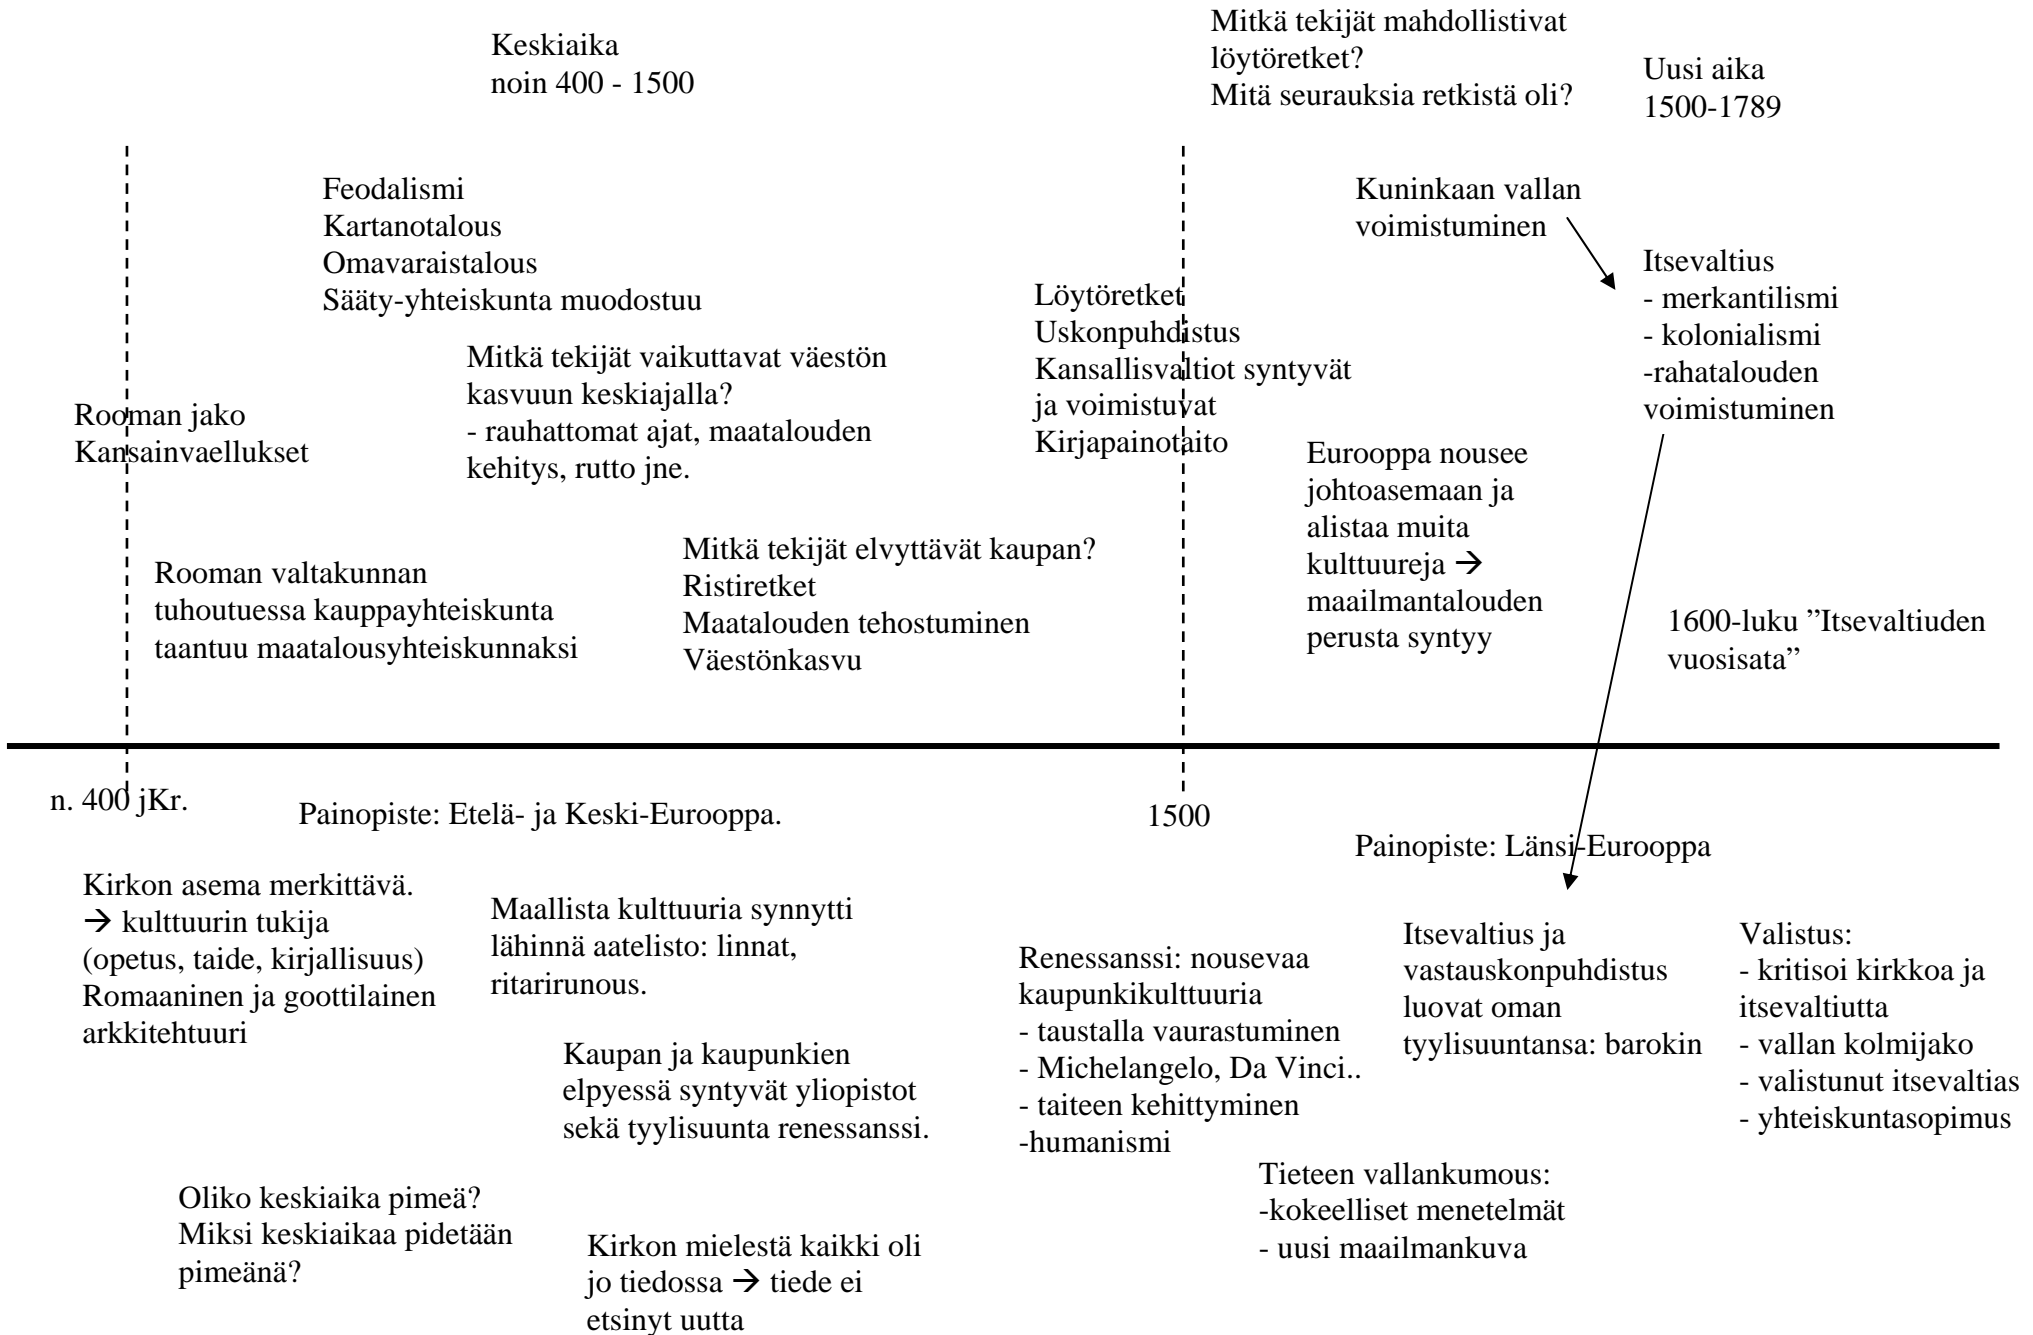 Keskiaika
noin 400 - 1500
Mitkä tekijät mahdollistivat
löytöretket?
Mitä seurauksia retkistä oli?
Uusi aika
1500-1789
Feodalismi
Kartanotalous
Omavaraistalous
Sääty-yhteiskunta muodostuu
Kuninkaan vallan
voimistuminen
Itsevaltius
- merkantilismi
- kolonialismi
-rahatalouden
voimistuminen
Löytöretket
Uskonpuhdistus
Kansallisvaltiot syntyvät
ja voimistuvat
Kirjapainotaito
Mitkä tekijät vaikuttavat väestön
kasvuun keskiajalla?
- rauhattomat ajat, maatalouden
kehitys, rutto jne.
Rooman jako
Kansainvaellukset
Eurooppa nousee
johtoasemaan ja
alistaa muita
kulttuureja →
maailmantalouden
perusta syntyy
Mitkä tekijät elvyttävät kaupan?
Ristiretket
Maatalouden tehostuminen
Väestönkasvu
Rooman valtakunnan
tuhoutuessa kauppayhteiskunta
taantuu maatalousyhteiskunnaksi
1600-luku ”Itsevaltiuden
vuosisata”
n. 400 jKr.
Painopiste: Etelä- ja Keski-Eurooppa.
1500
Painopiste: Länsi-Eurooppa
Kirkon asema merkittävä.
→ kulttuurin tukija
(opetus, taide, kirjallisuus)
Romaaninen ja goottilainen
arkkitehtuuri
Maallista kulttuuria synnytti
lähinnä aatelisto: linnat,
ritarirunous.
Renessanssi: nousevaa
kaupunkikulttuuria
- taustalla vaurastuminen
- Michelangelo, Da Vinci..
- taiteen kehittyminen
-humanismi
Itsevaltius ja
vastauskonpuhdistus
luovat oman
tyylisuuntansa: barokin
Valistus:
- kritisoi kirkkoa ja
itsevaltiutta
- vallan kolmijako
- valistunut itsevaltias
- yhteiskuntasopimus
Kaupan ja kaupunkien
elpyessä syntyvät yliopistot
sekä tyylisuunta renessanssi.
Tieteen vallankumous:
-kokeelliset menetelmät
- uusi maailmankuva
Oliko keskiaika pimeä?
Miksi keskiaikaa pidetään
pimeänä?
Kirkon mielestä kaikki oli
jo tiedossa → tiede ei
etsinyt uutta